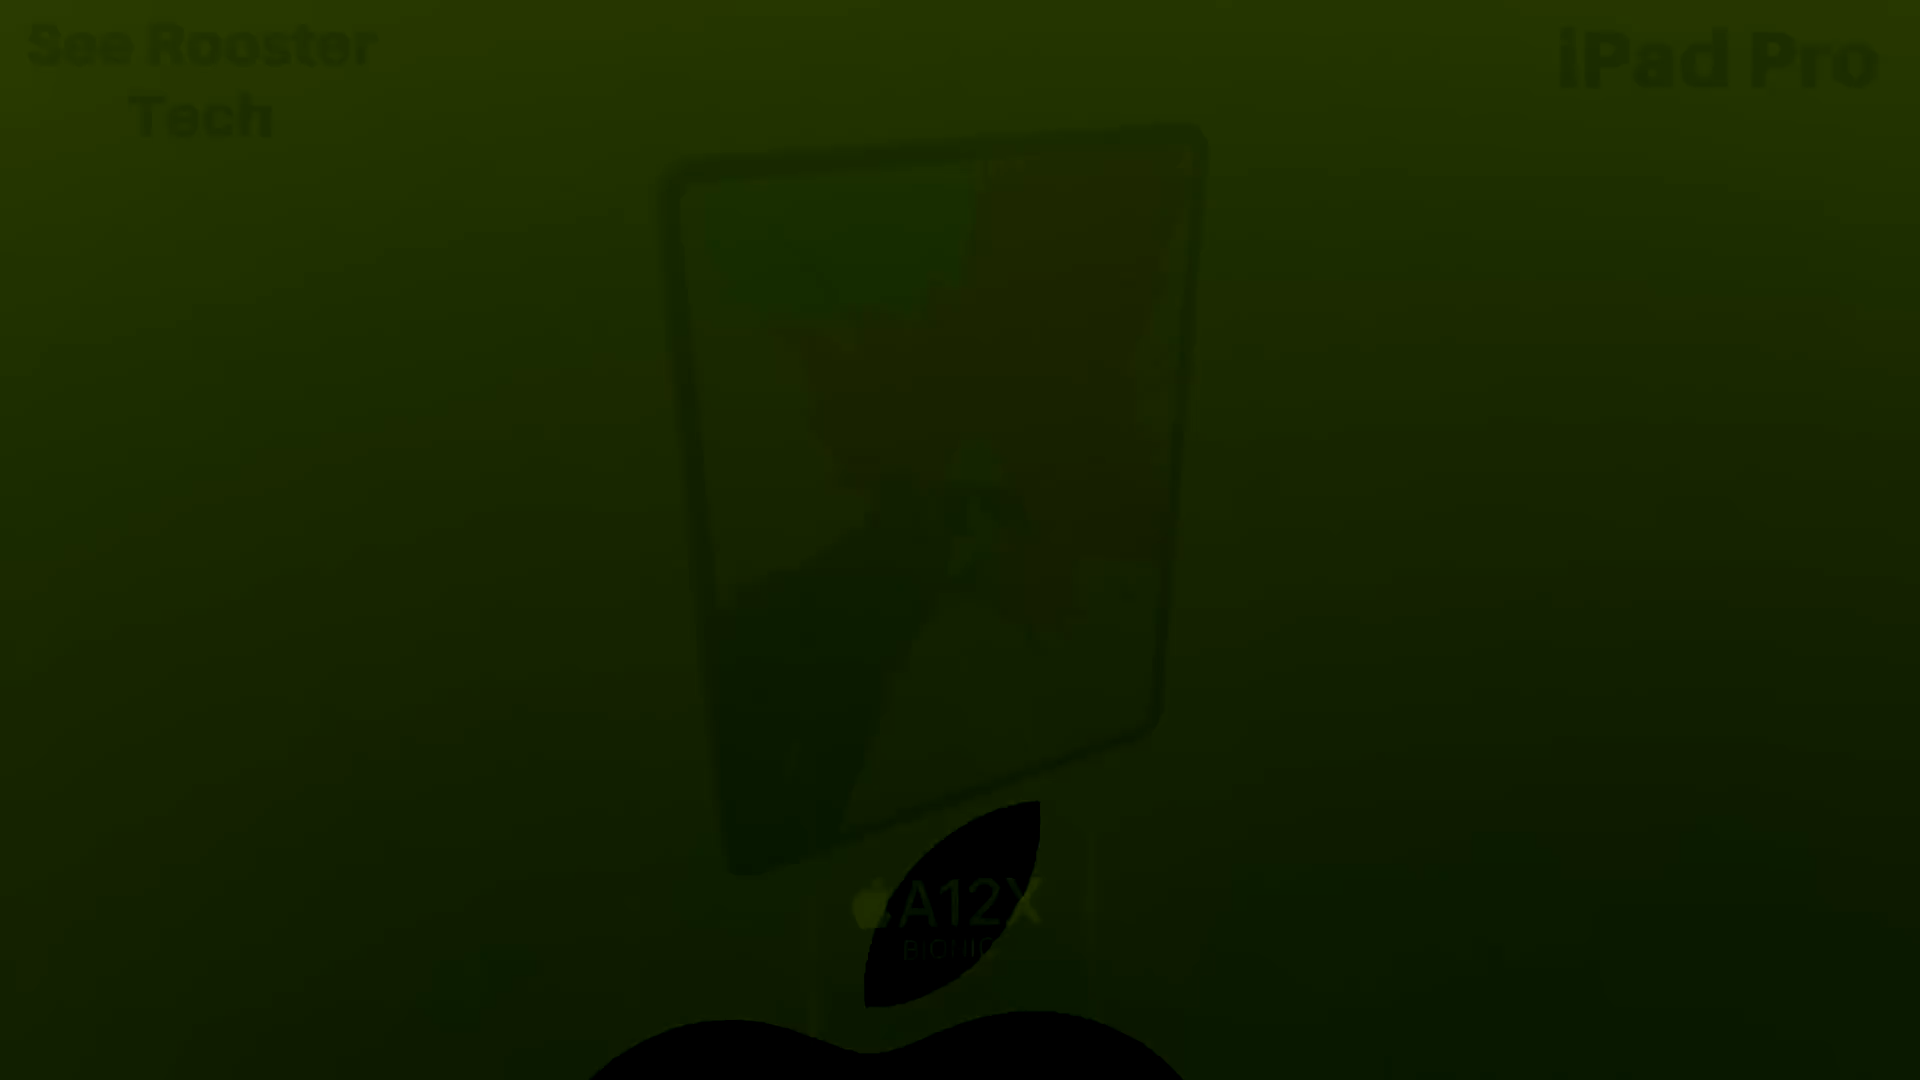 See Rooster
Tech
iPad Pro
A12X
BIONIC